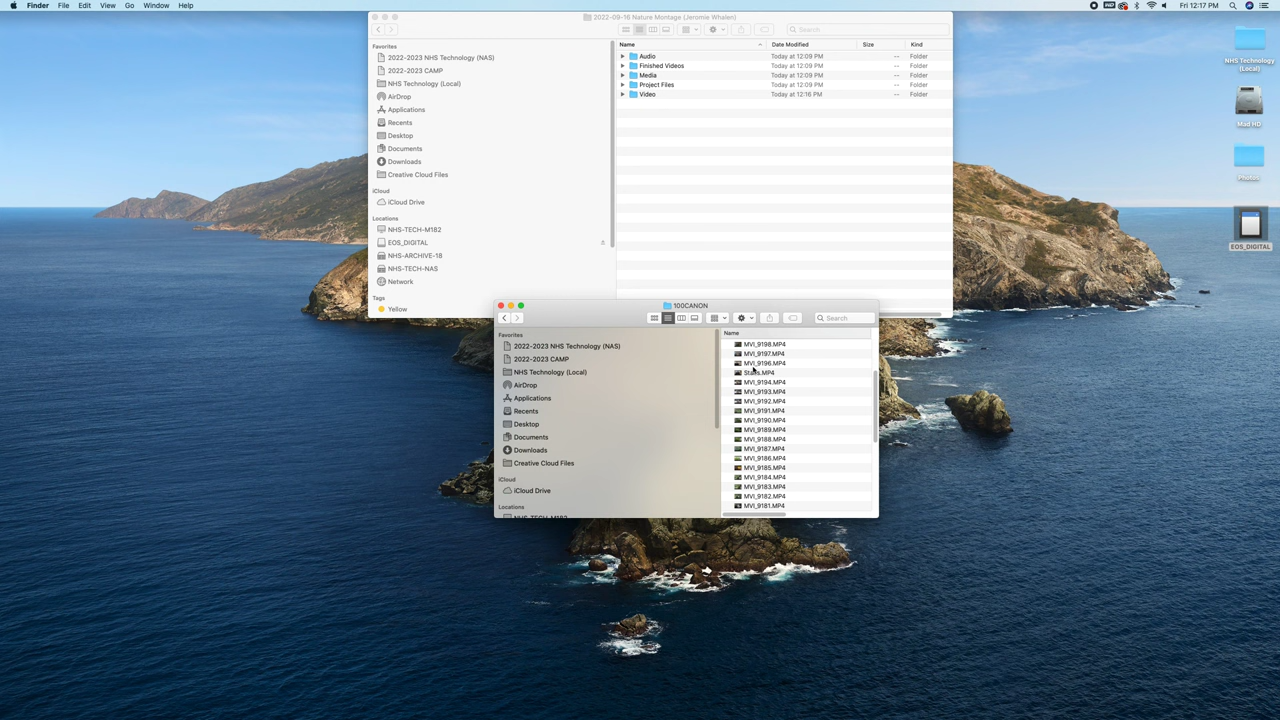 Finder File Edit View Go Window Help
Fri 12:17 PM
2022-09-16 Nature Montage (Jeromie Whalen)
Search
Favorites
2022-2023 NHS Technology (NAS)
2022-2023 CAMP
NHS Technology (Local)
AirDrop
Applications
Recents
Desktop
Documents
Downloads
Creative Cloud Files
iCloud
iCloud Drive
Locations
NHS-TECH-M182
EOS_DIGITAL
NHS-ARCHIVE-18
NHS-TECH-NAS
Network
Tags
Yellow
Name Date Modified Size Kind
Audio Today at 12:09 PM -- Folder
Finished Videos Today at 12:09 PM -- Folder
Media Today at 12:09 PM -- Folder
Project Files Today at 12:09 PM -- Folder
Video Today at 12:16 PM -- Folder
100CANON
Search
Favorites
2022-2023 NHS Technology (NAS)
2022-2023 CAMP
NHS Technology (Local)
AirDrop
Applications
Recents
Desktop
Documents
Downloads
Creative Cloud Files
iCloud
iCloud Drive
Locations
Name
MVI_9198.MP4
MVI_9197.MP4
MVI_9196.MP4
MVI_9194.MP4
MVI_9193.MP4
MVI_9192.MP4
MVI_9191.MP4
MVI_9190.MP4
MVI_9189.MP4
MVI_9188.MP4
MVI_9187.MP4
MVI_9186.MP4
MVI_9185.MP4
MVI_9184.MP4
MVI_9183.MP4
MVI_9182.MP4
MVI_9181.MP4
NHS Technology
(Local)
Mad HD
Photos
EOS_DIGITAL